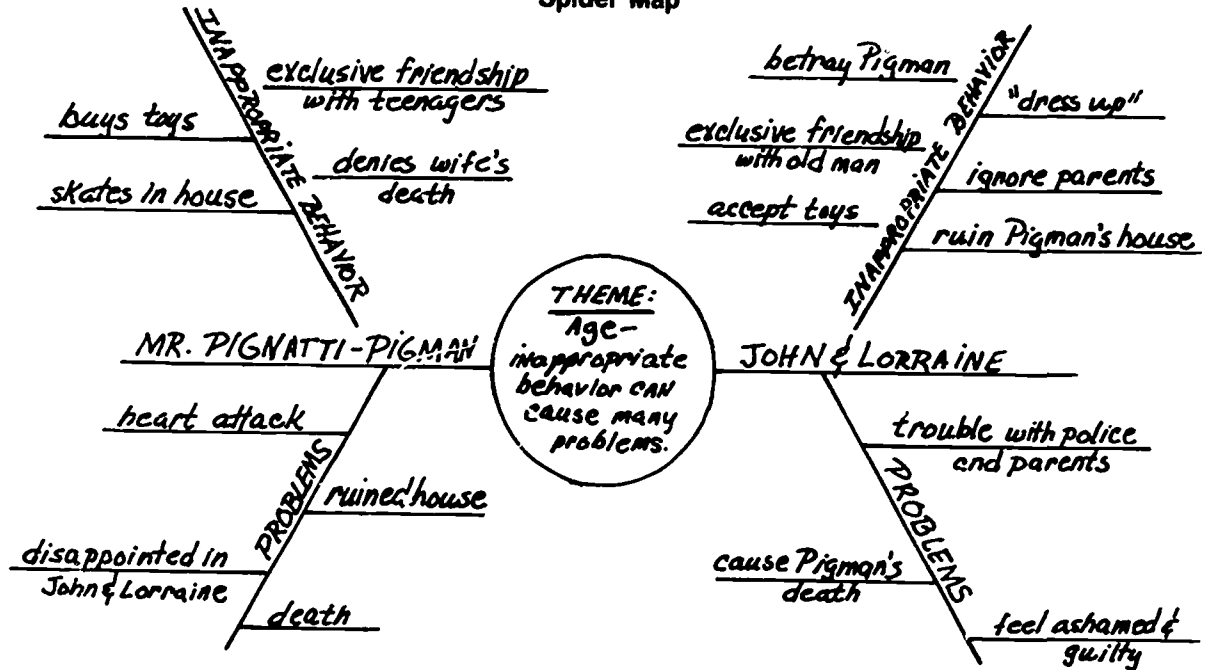 Spider Map
INAPPROPRIATE BEHAVIOR
exclusive friendship
with teenagers
buys toys
denies wife's
death
skates in house
betray Pigman
INAPPROPRIATE BEHAVIOR
"dress up"
exclusive friendship
with old man
ignore parents
accept toys
ruin Pigman's house
MR. PIGNATTI-PIGMAN
THEME:
Age-
inappropriate
behavior CAN
cause many
problems.
JOHN & LORRAINE
heart attack
PROBLEMS
ruined house
disappointed in
John & Lorraine
death
trouble with police
and parents
PROBLEMS
cause Pigman's
death
feel ashamed &
guilty